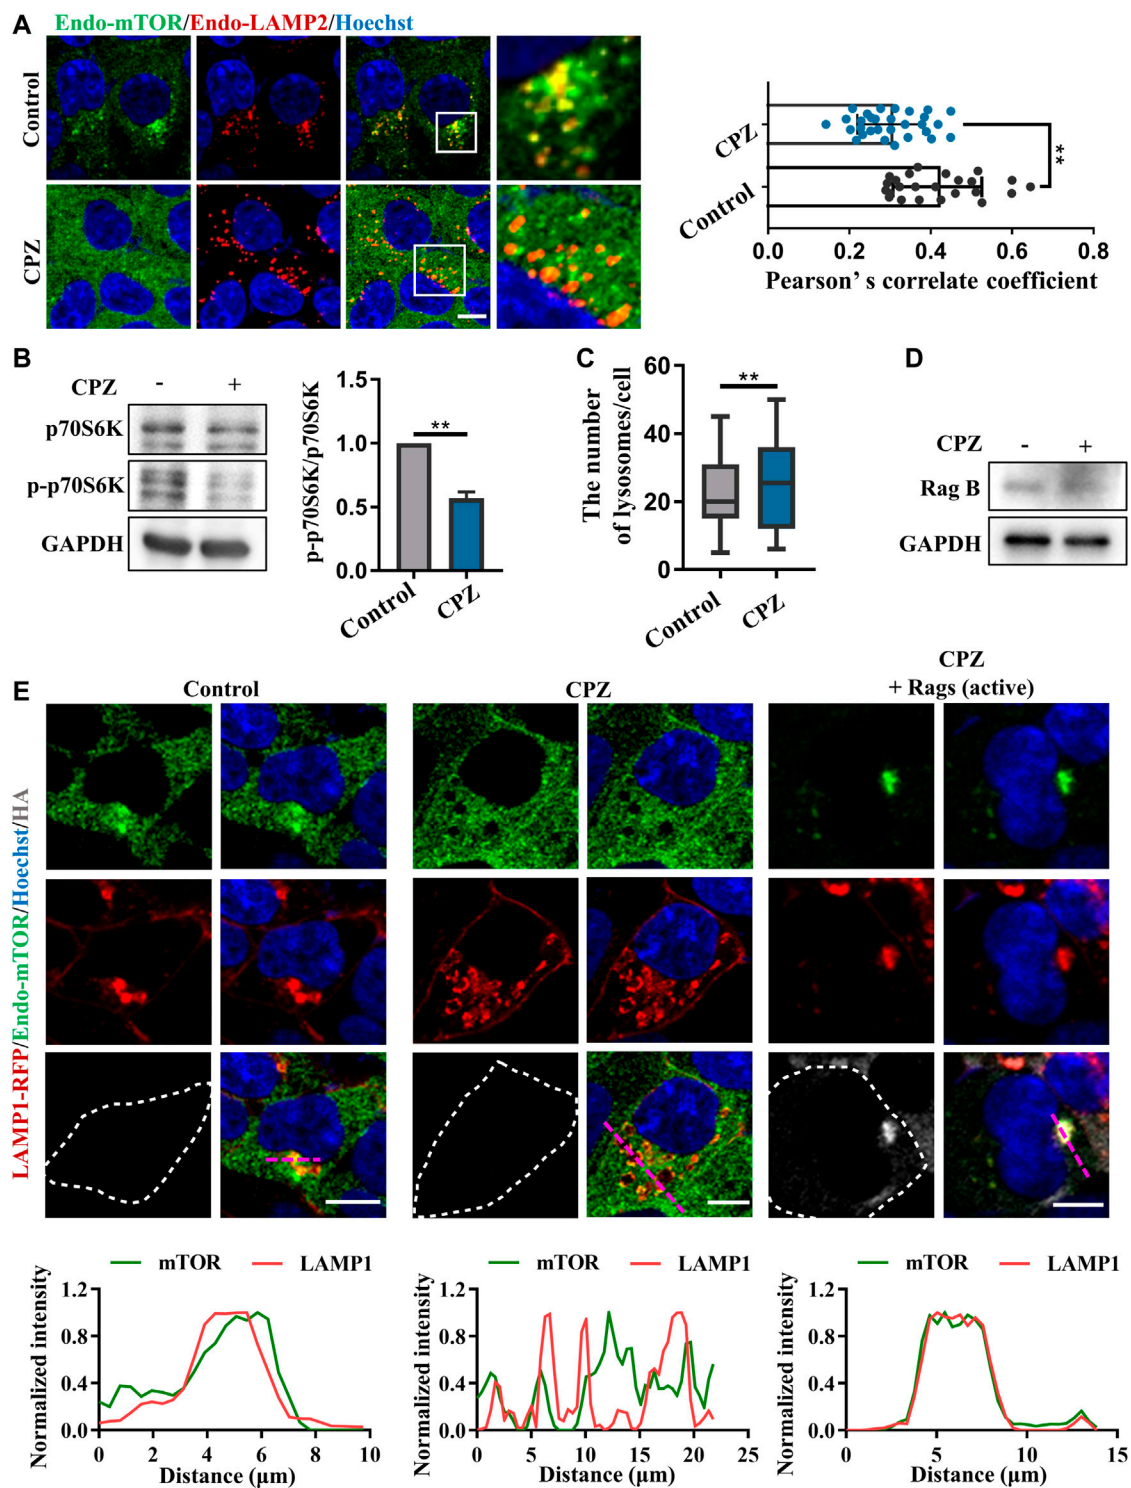 A
Endo-mTOR/Endo-LAMP2/Hoechst
Control
CPZ
CPZ
Control
**
0.0 0.2 0.4 0.6 0.8
Pearson' s correlate coefficient
B
CPZ - +
p70S6K
p-p70S6K
GAPDH
p-p70S6K/p70S6K
1.5
1.0
0.5
0.0
**
Control
CPZ
C
The number
of lysosomes/cell
60
40
20
0
**
Control
CPZ
D
CPZ - +
Rag B
GAPDH
E
Control
CPZ
CPZ
+ Rags (active)
LAMP1-RFP/Endo-mTOR/Hoechst/HA
mTOR LAMP1
Normalized intensity
1.2
0.8
0.4
0.0
0 2 4 6 8 10
Distance (μm)
mTOR LAMP1
Normalized intensity
1.2
0.8
0.4
0.0
0 5 10 15 20 25
Distance (μm)
mTOR LAMP1
Normalized intensity
1.2
0.8
0.4
0.0
0 5 10 15
Distance (μm)